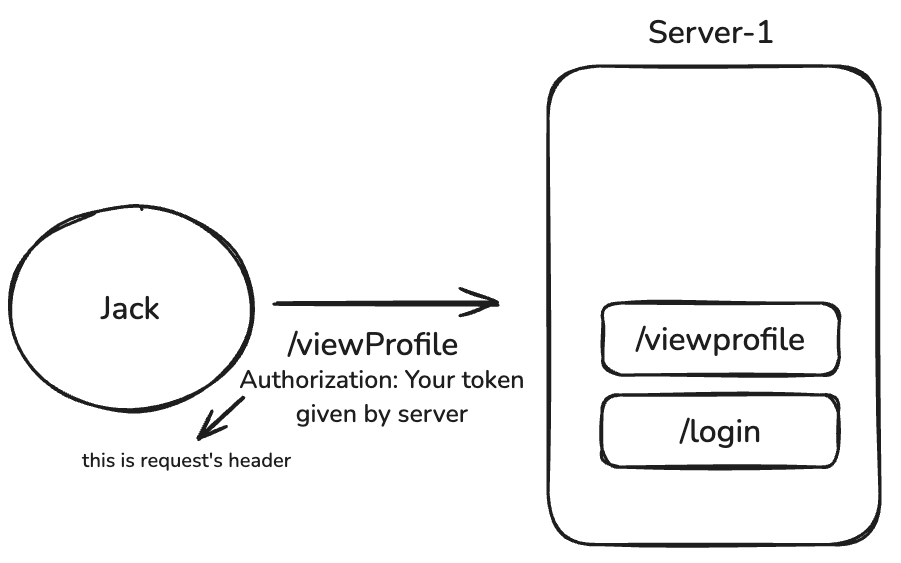 Server-1
Jack
/viewProfile
Authorization: Your token
given by server
this is request's header
/viewprofile
/login